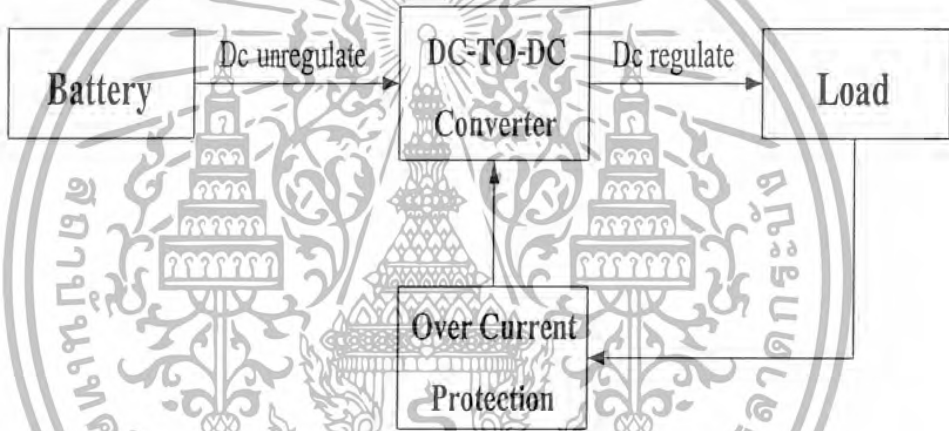 Battery
Dc unregulate
DC-TO-DC
Converter
Dc regulate
Load
Over Current
Protection